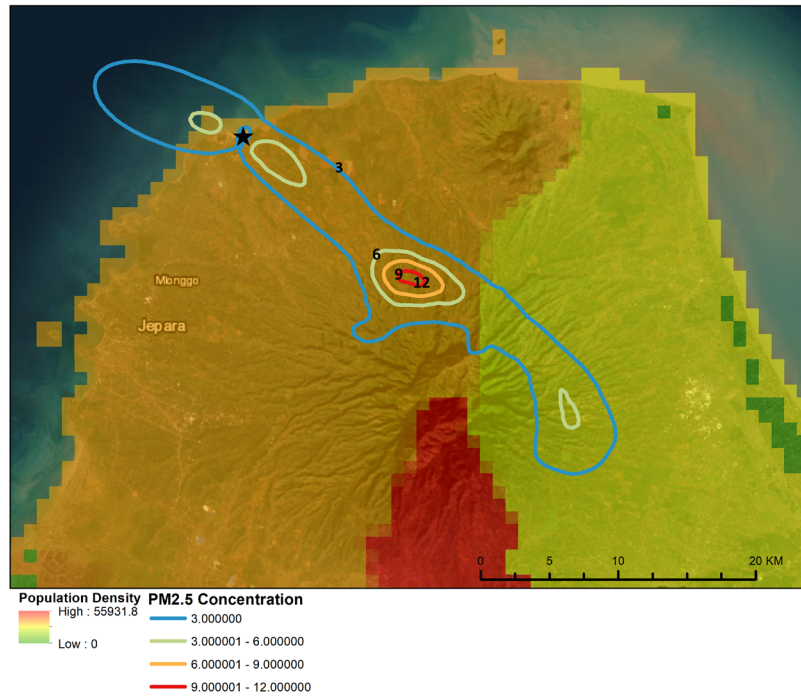 3
6
9
12
Mlonggo
Jepara
0 5 10 20 KM
Population Density
High : 55931.8
Low : 0
PM2.5 Concentration
3.000000
3.000001 - 6.000000
6.000001 - 9.000000
9.000001 - 12.000000